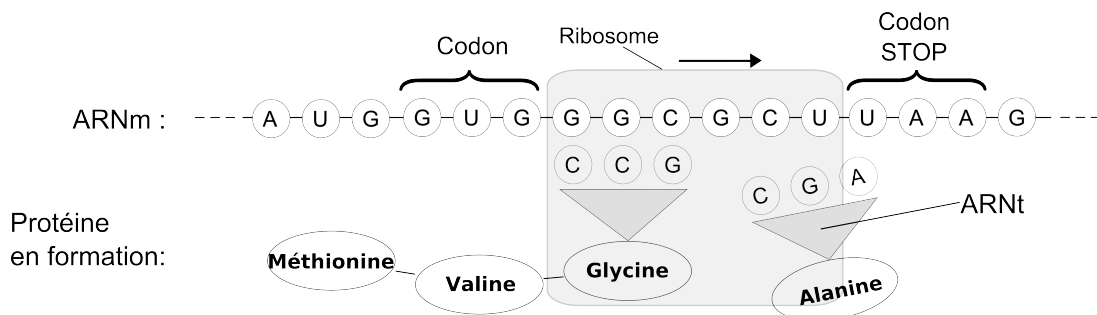 Ribosome
Codon
Codon
STOP
ARNm :
A U G G U G G G C G C U U A A G
C C G
C G A
ARNt
Protéine
en formation:
Méthionine
Valine
Glycine
Alanine